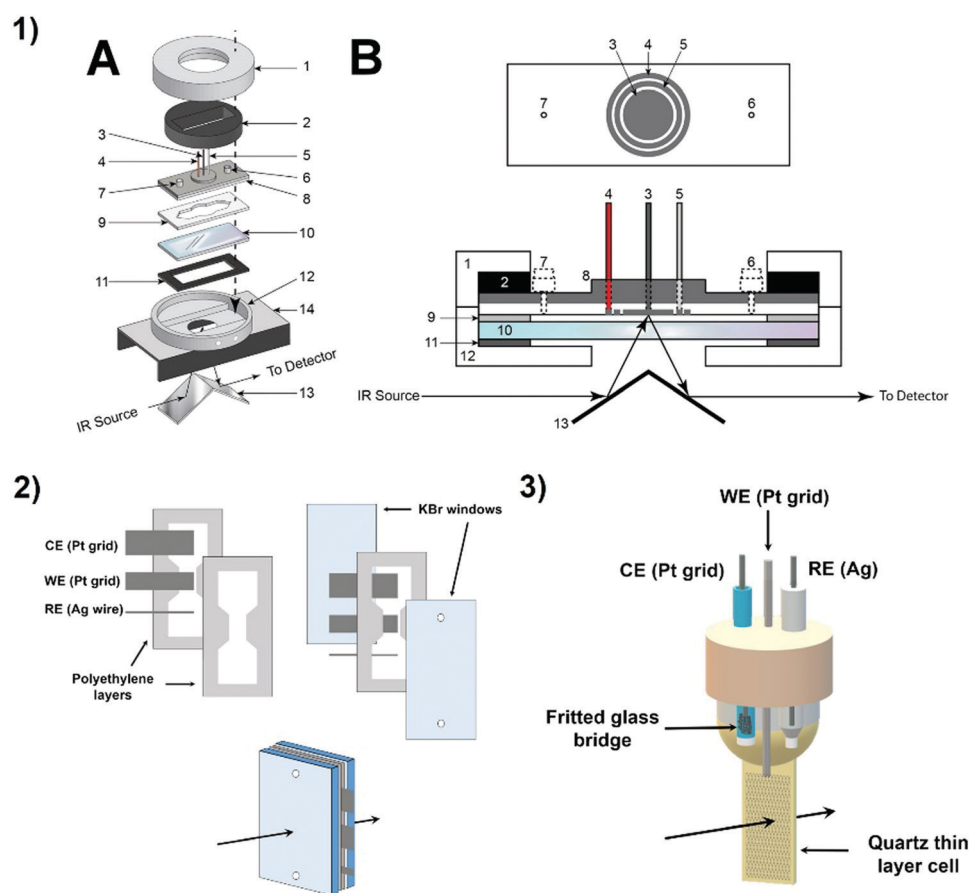 1)
A
1
2
3
5
4
6
7
8
9
10
11
12
14
To Detector
13
IR Source
B
3 4 5
7 6
4 3 5
1 7 6
2 8
9
10
11
12
IR Source
To Detector
13
2)
CE (Pt grid)
WE (Pt grid)
RE (Ag wire)
Polyethylene
layers
KBr windows
3)
WE (Pt grid)
CE (Pt grid)
RE (Ag)
Fritted glass
bridge
Quartz thin
layer cell